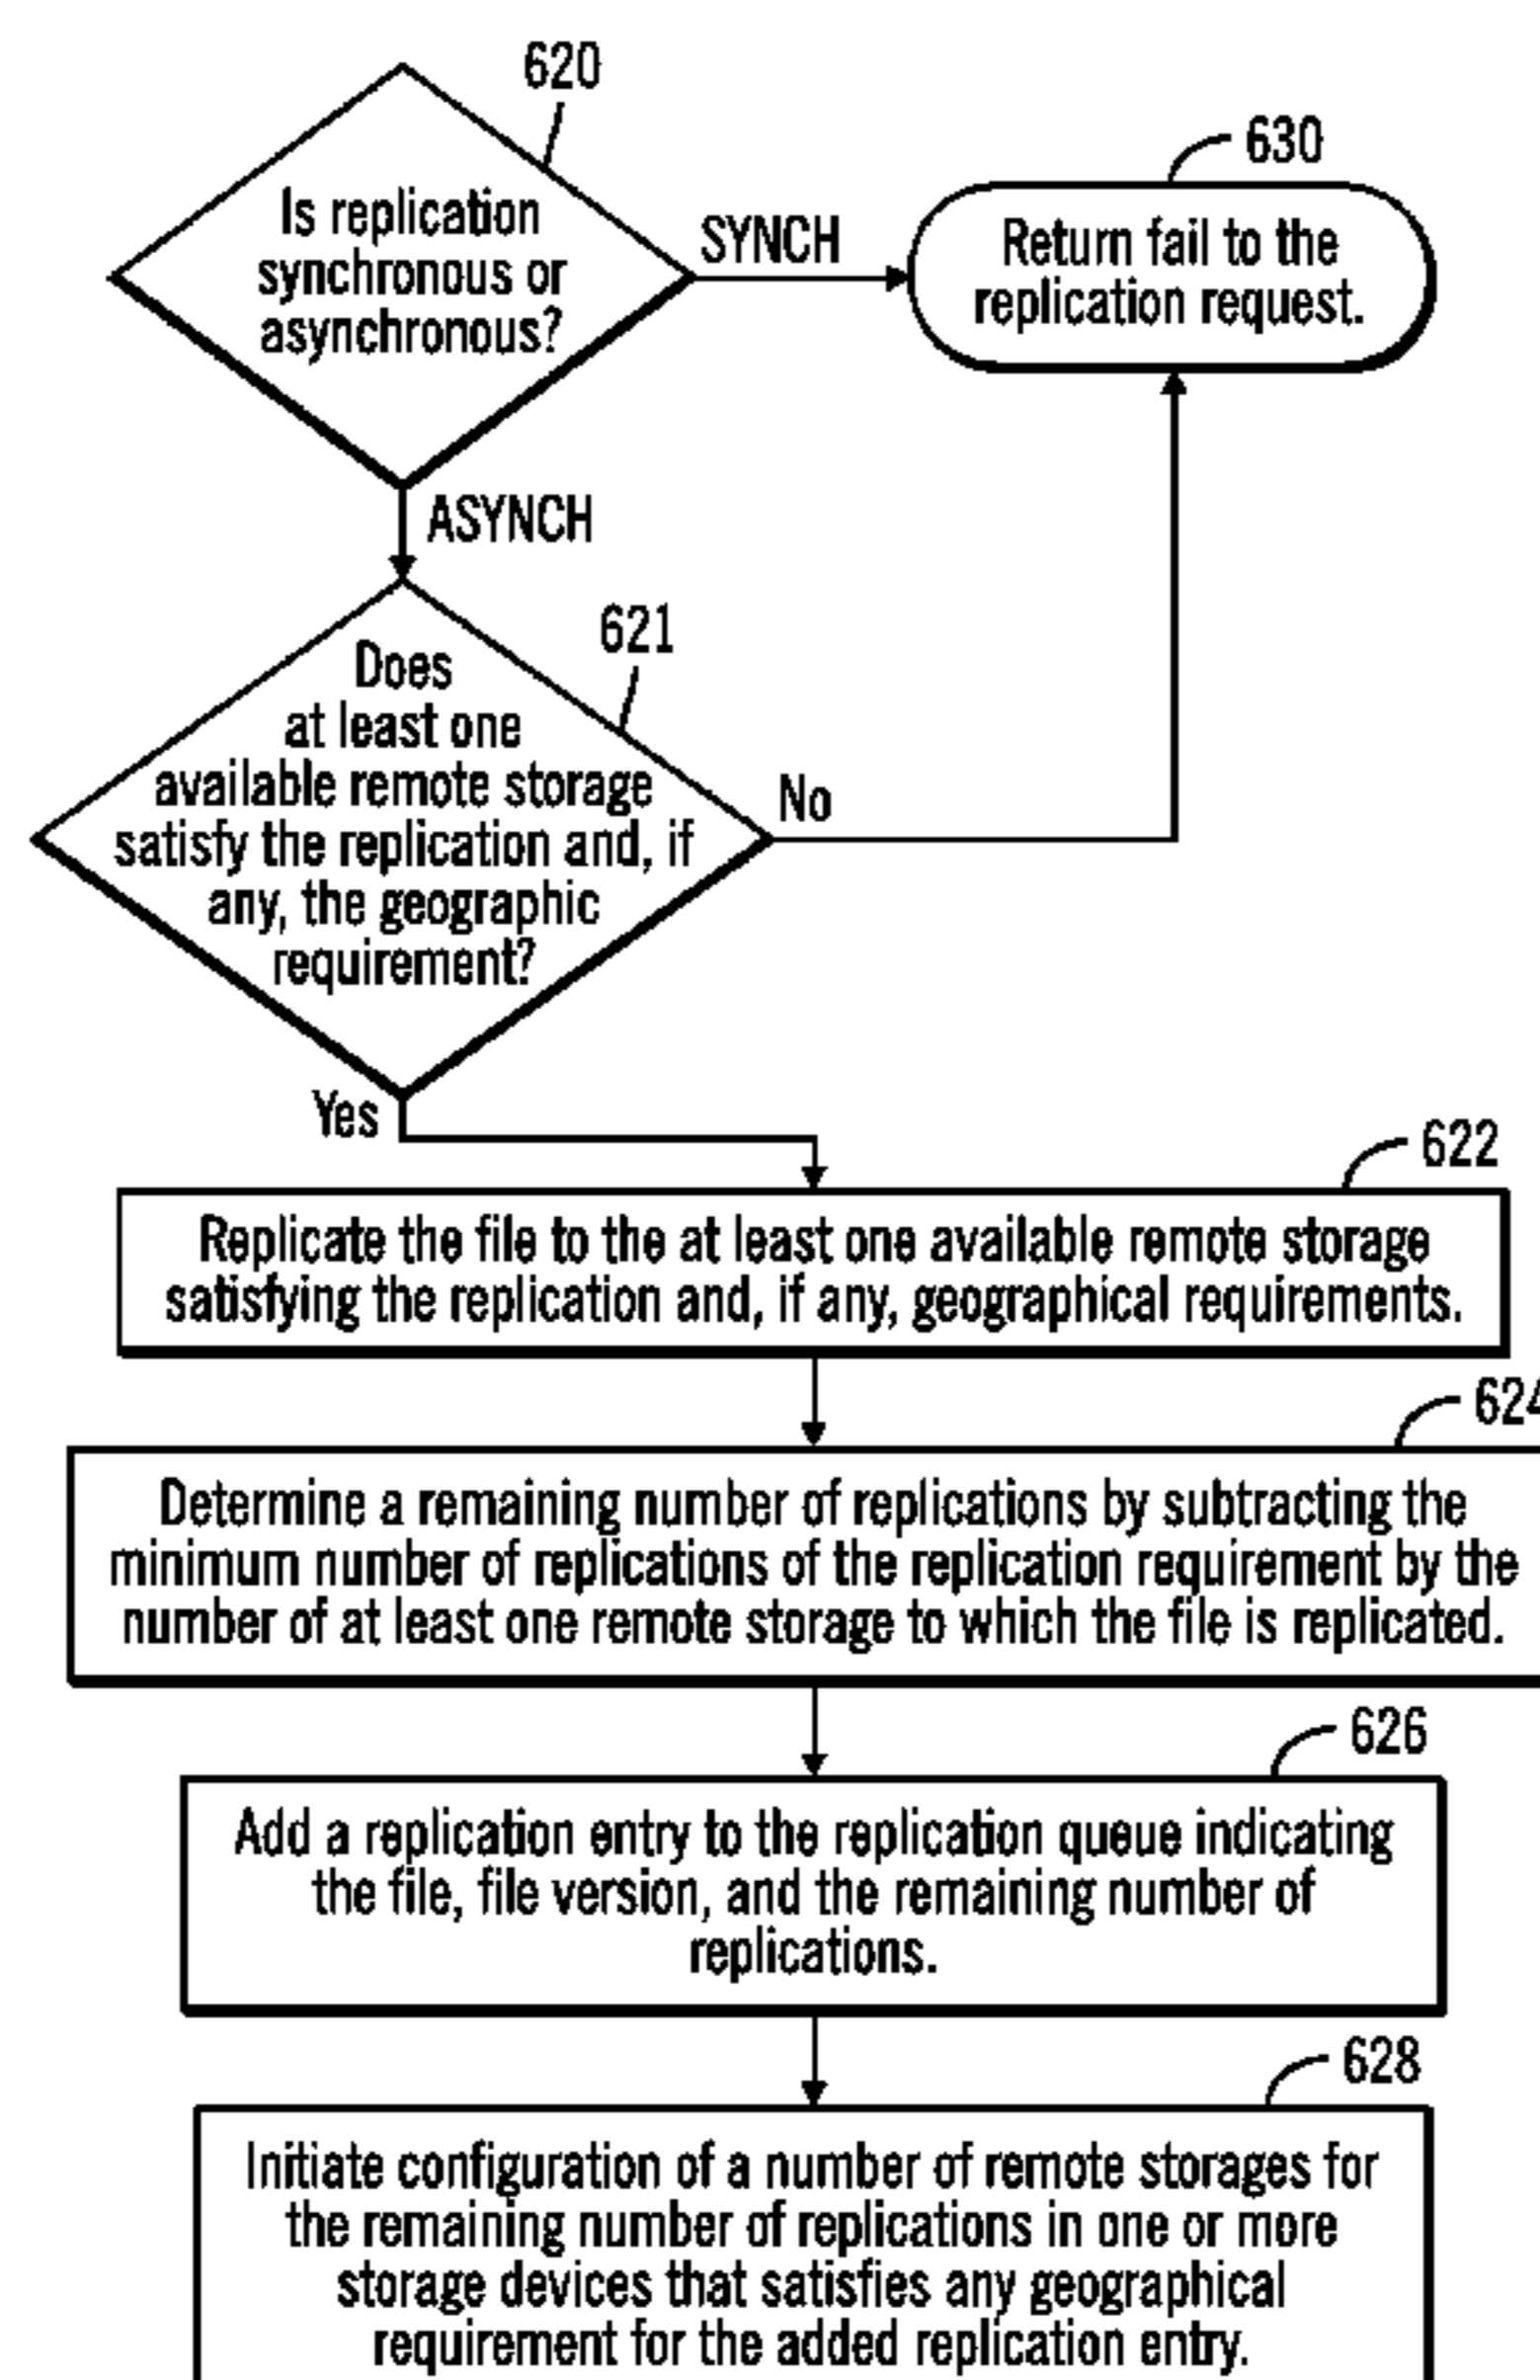 620
Is replication
synchronous or
asynchronous?
SYNCH
630
Return fail to the
replication request.
ASYNCH
621
Does
at least one
available remote storage
satisfy the replication and, if
any, the geographic
requirement?
No
Yes
622
Replicate the file to the at least one available remote storage
satisfying the replication and, if any, geographical requirements.
624
Determine a remaining number of replications by subtracting the
minimum number of replications of the replication requirement by the
number of at least one remote storage to which the file is replicated.
626
Add a replication entry to the replication queue indicating
the file, file version, and the remaining number of
replications.
628
Initiate configuration of a number of remote storages for
the remaining number of replications in one or more
storage devices that satisfies any geographical
requirement for the added replication entry.